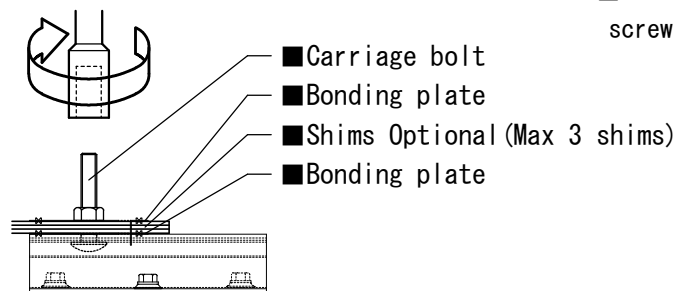 screw
■Carriage bolt
■Bonding plate
■Shims Optional(Max 3 shims)
■Bonding plate